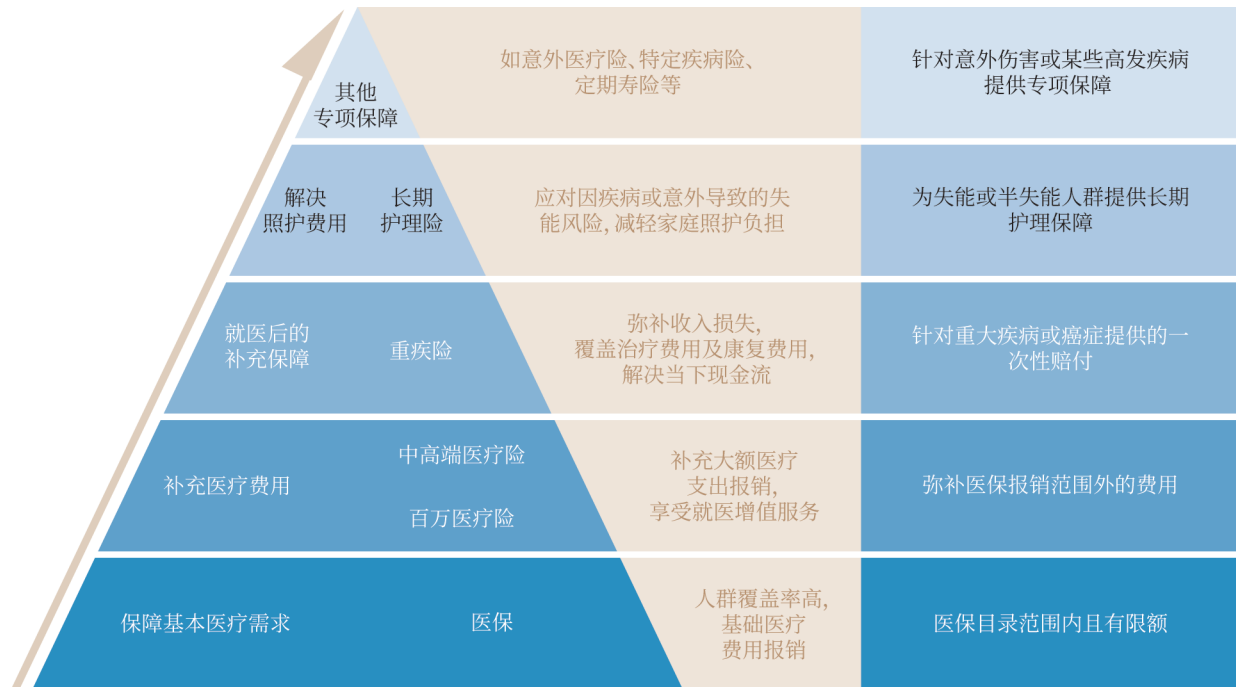 其他
专项保障
如意外医疗险、特定疾病险、
定期寿险等
针对意外伤害或某些高发疾病
提供专项保障
解决
照护费用
长期
护理险
应对因疾病或意外导致的失
能风险, 减轻家庭照护负担
为失能或半失能人群提供长期
护理保障
就医后的
补充保障
重疾险
弥补收入损失,
覆盖治疗费用及康复费用,
解决当下现金流
针对重大疾病或癌症提供的一
次性赔付
补充医疗费用
中高端医疗险
百万医疗险
补充大额医疗
支出报销,
享受就医增值服务
弥补医保报销范围外的费用
保障基本医疗需求
医保
人群覆盖率高,
基础医疗
费用报销
医保目录范围内且有限额